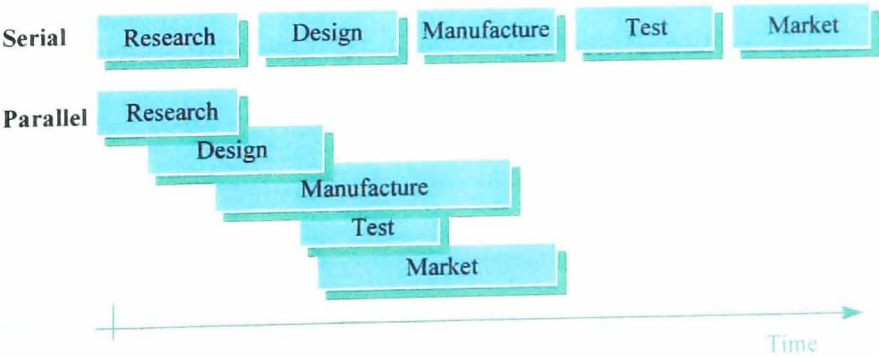 Serial Research Design Manufacture Test Market
Parallel Research
Design
Manufacture
Test
Market
Time